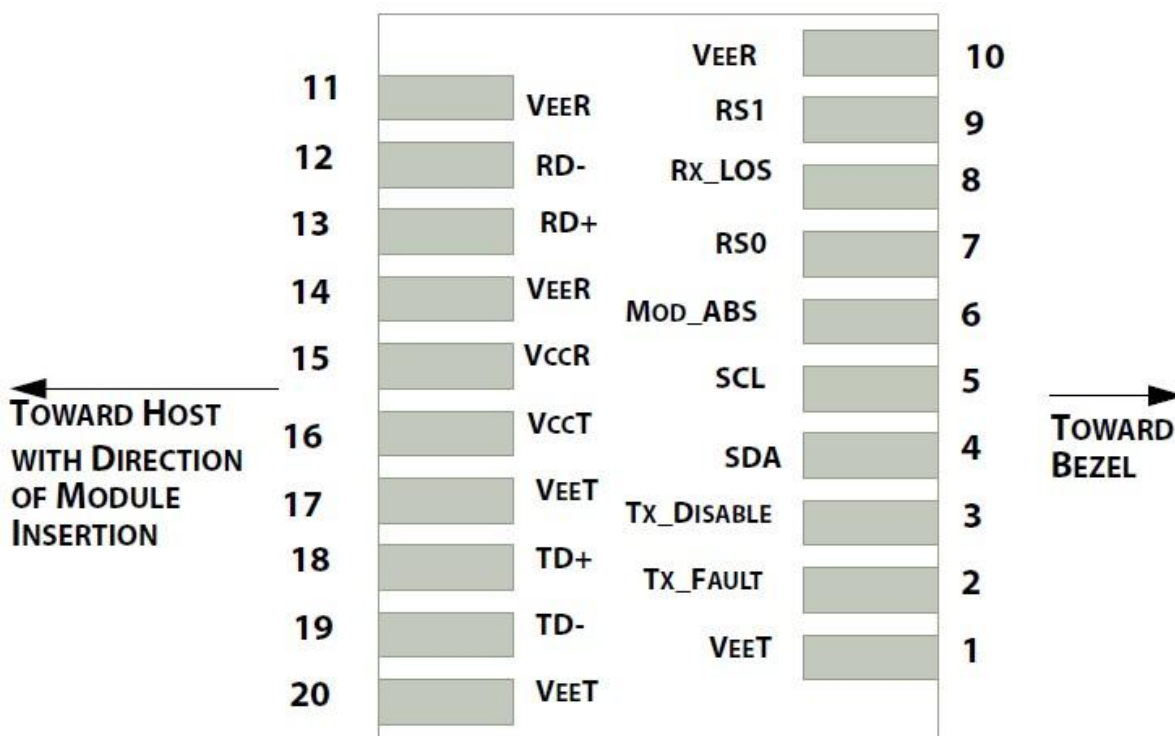 11 VEER
12 RD-
13 RD+
14 VEER
15 VCCR
16 VCCT
17 VEET
18 TD+
19 TD-
20 VEET
TOWARD HOST
WITH DIRECTION
OF MODULE
INSERTION
VEER 10
RS1 9
RX_LOS 8
RS0 7
MOD_ABS 6
SCL 5
SDA 4
TX_DISABLE 3
TX_FAULT 2
VEET 1
TOWARD
BEZEL